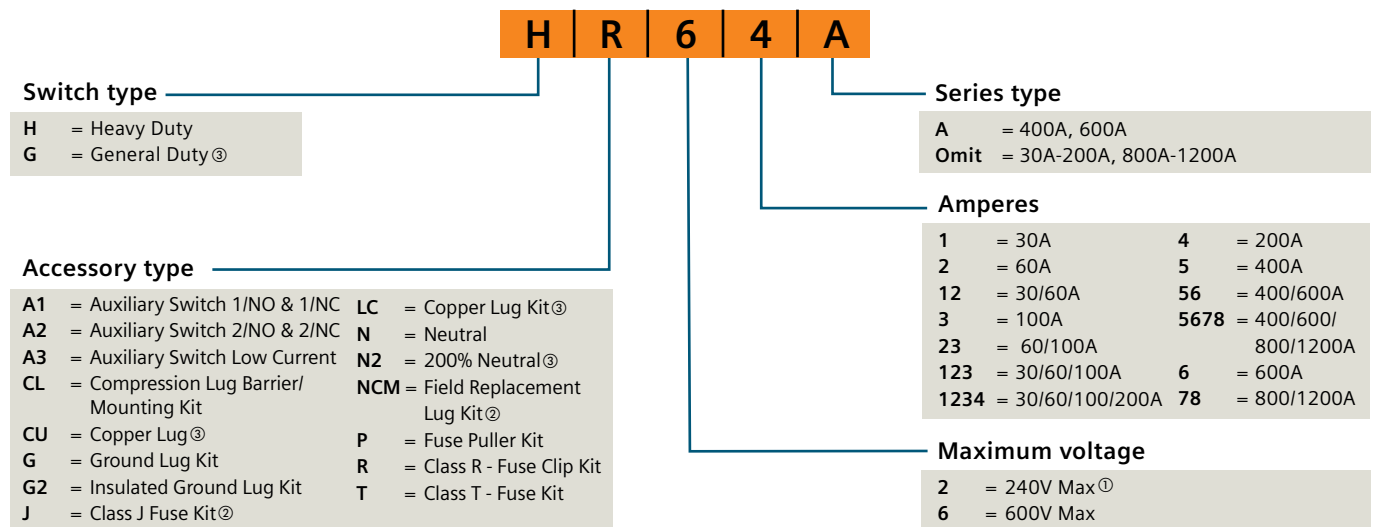 H R 6 4 A
Switch type
H = Heavy Duty
G = General Duty③
Accessory type
A1 = Auxiliary Switch 1/NO & 1/NC
A2 = Auxiliary Switch 2/NO & 2/NC
A3 = Auxiliary Switch Low Current
CL = Compression Lug Barrier/
Mounting Kit
CU = Copper Lug③
G = Ground Lug Kit
G2 = Insulated Ground Lug Kit
J = Class J Fuse Kit②
LC = Copper Lug Kit③
N = Neutral
N2 = 200% Neutral③
NCM = Field Replacement
Lug Kit②
P = Fuse Puller Kit
R = Class R - Fuse Clip Kit
T = Class T - Fuse Kit
Series type
A = 400A, 600A
Omit = 30A-200A, 800A-1200A
Amperes
1 = 30A
2 = 60A
12 = 30/60A
3 = 100A
23 = 60/100A
123 = 30/60/100A
1234 = 30/60/100/200A
4 = 200A
5 = 400A
56 = 400/600A
5678 = 400/600/
800/1200A
6 = 600A
78 = 800/1200A
Maximum voltage
2 = 240V Max①
6 = 600V Max